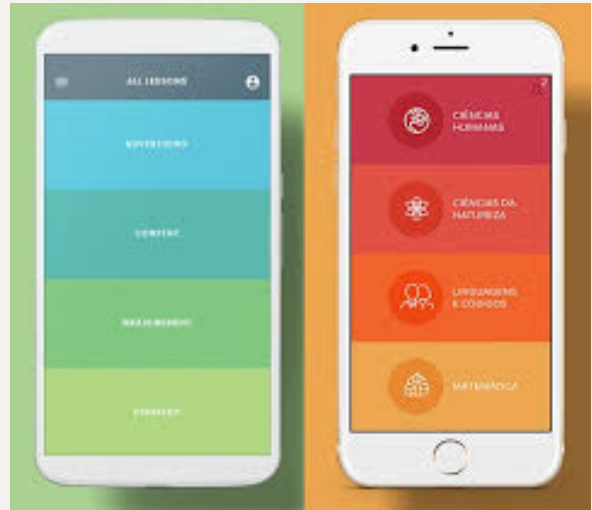 ALL LESSONS
ADVERTISING
CONTENT
MEASUREMENT
STRATEGY
CIÊNCIAS
HUMANAS
CIÊNCIAS DA
NATUREZA
LINGUAGENS
E CÓDIGOS
MATEMÁTICA